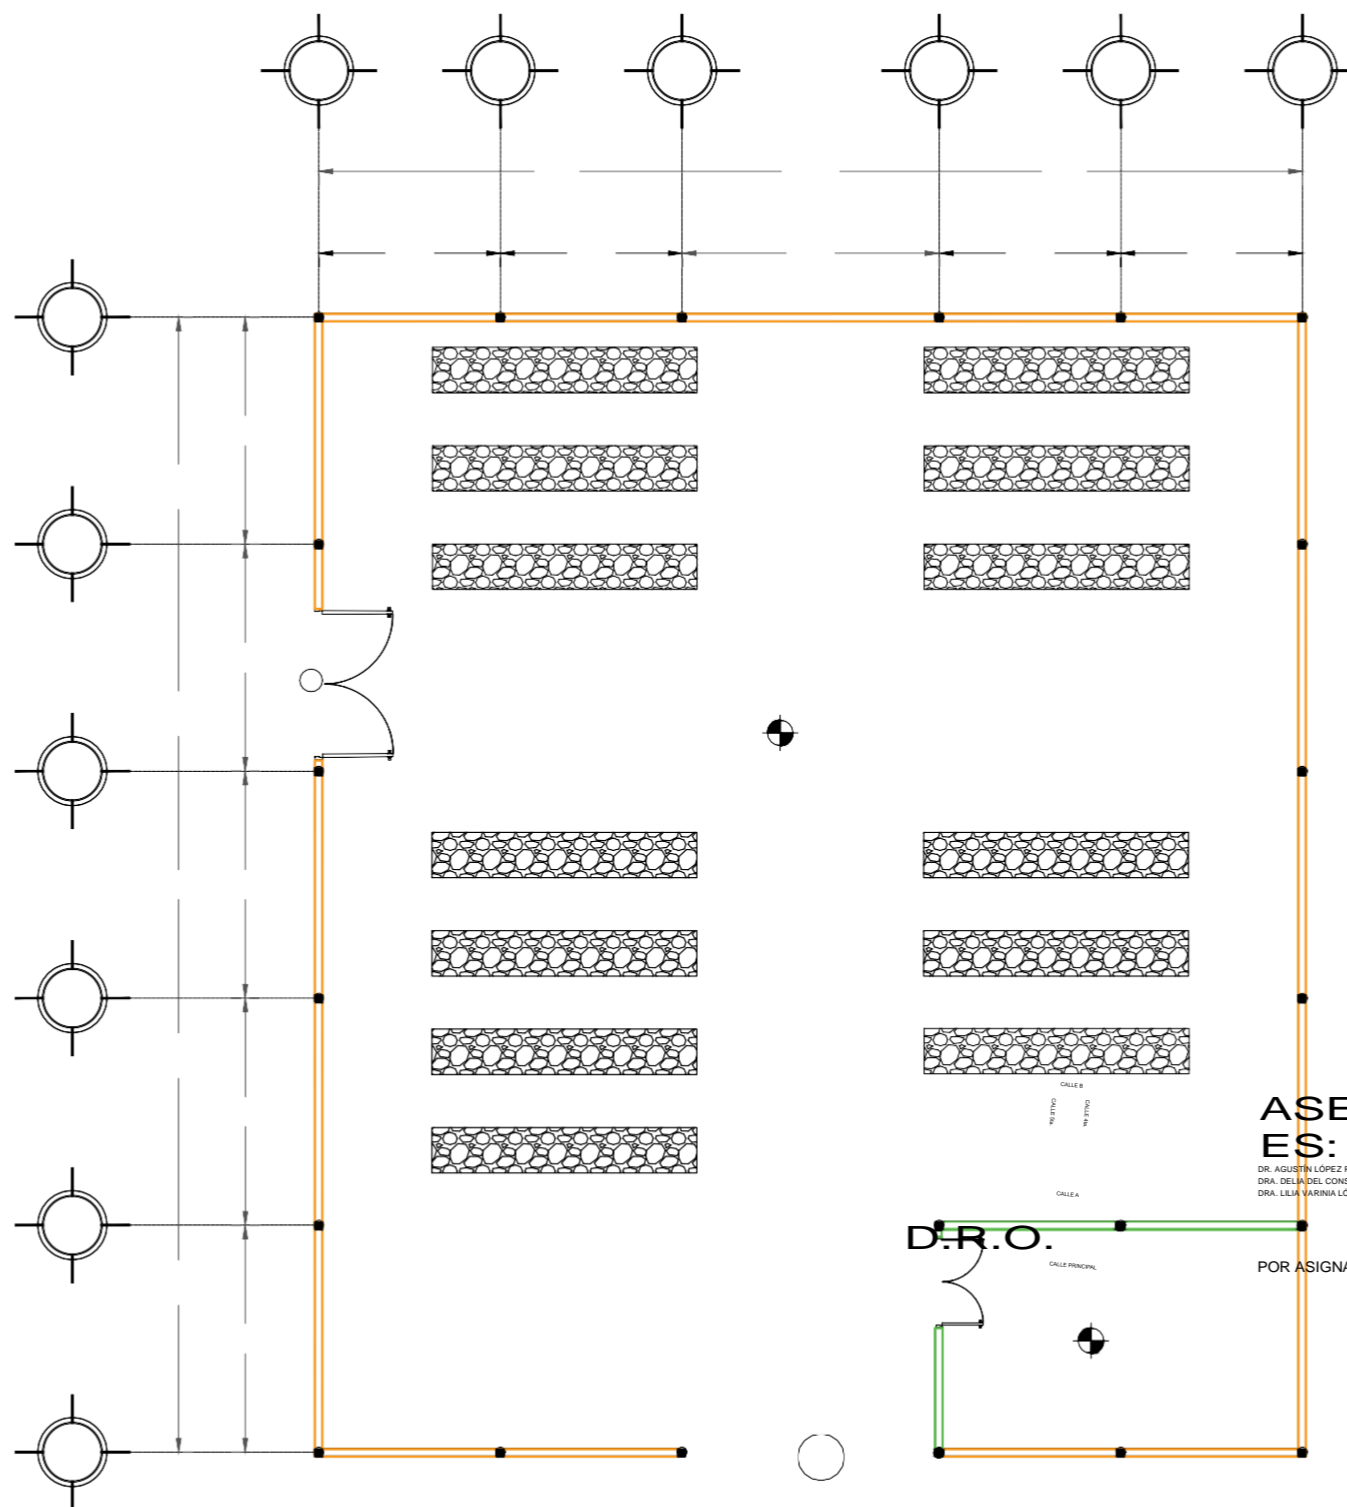 CALLE B
CALLE 5ta.
CALLE 4ta.
ASE
ES:
DR. AGUSTÍN LÓPEZ
DRA. DELIA DEL CONS
DRA. LILIA VARINIA LÓ
CALLE A
D.R.O.
CALLE PRINCIPAL
POR ASIGNA